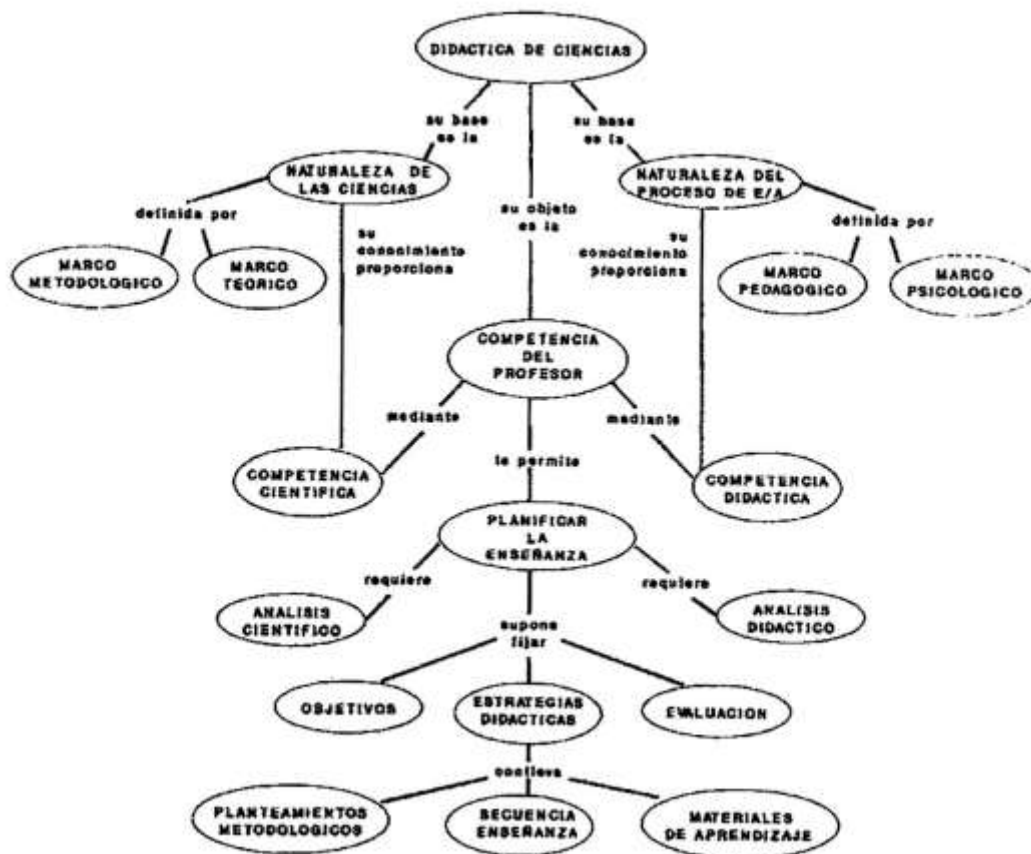 DIDACTICA DE CIENCIAS
su base
es la
su base
es la
NATURALEZA DE
LAS CIENCIAS
NATURALEZA DEL
PROCESO DE E/A
definida por
su
conocimiento
proporciona
su objeto
es la
su
conocimiento
proporciona
definida por
MARCO
METODOLOGICO
MARCO
TEORICO
MARCO
PEDAGOGICO
MARCO
PSICOLOGICO
COMPETENCIA
DEL
PROFESOR
mediante
mediante
le permite
COMPETENCIA
CIENTIFICA
COMPETENCIA
DIDACTICA
PLANIFICAR
LA
ENSEÑANZA
requiere
requiere
ANALISIS
CIENTIFICO
ANALISIS
DIDACTICO
supone
fijar
OBJETIVOS
ESTRATEGIAS
DIDACTICAS
EVALUACION
conlleva
PLANTEAMIENTOS
METODOLOGICOS
SECUENCIA
ENSEÑANZA
MATERIALES
DE APRENDIZAJE